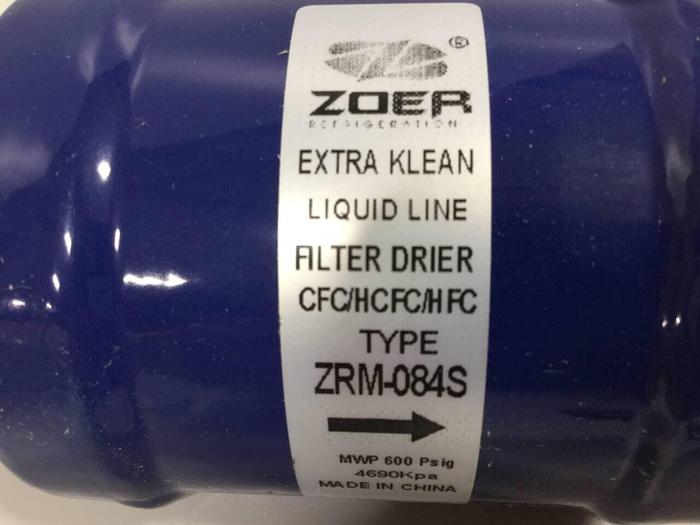 ®
ZOER
REFRIGERATION
EXTRA KLEAN
LIQUID LINE
FILTER DRIER
CFC/HCFC/HFC
TYPE
ZRM-084S
MWP 600 Psig
4690Kpa
MADE IN CHINA